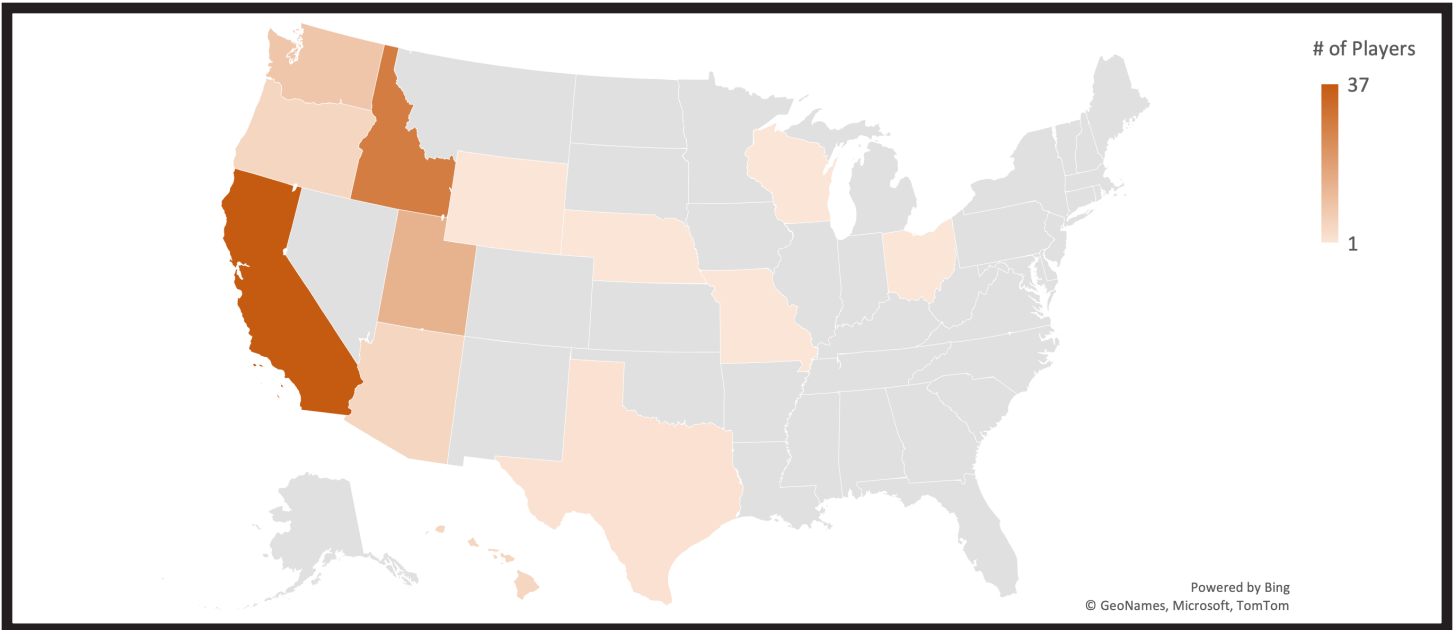 # of Players
37
1
Powered by Bing
© GeoNames, Microsoft, TomTom